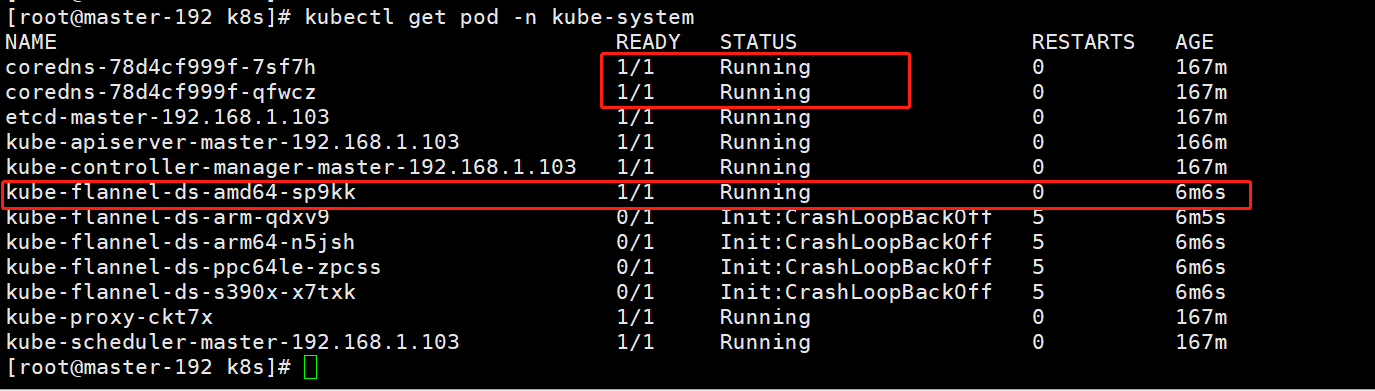 [root@master-192 k8s]# kubectl get pod -n kube-system
NAME READY STATUS RESTARTS AGE
coredns-78d4cf999f-7sf7h 1/1 Running 0 167m
coredns-78d4cf999f-qfwcz 1/1 Running 0 167m
etcd-master-192.168.1.103 1/1 Running 0 167m
kube-apiserver-master-192.168.1.103 1/1 Running 0 166m
kube-controller-manager-master-192.168.1.103 1/1 Running 0 167m
kube-flannel-ds-amd64-sp9kk 1/1 Running 0 6m6s
kube-flannel-ds-arm-qdxv9 0/1 Init:CrashLoopBackOff 5 6m5s
kube-flannel-ds-arm64-n5jsh 0/1 Init:CrashLoopBackOff 5 6m6s
kube-flannel-ds-ppc64le-zpcss 0/1 Init:CrashLoopBackOff 5 6m6s
kube-flannel-ds-s390x-x7txk 0/1 Init:CrashLoopBackOff 5 6m6s
kube-proxy-ckt7x 1/1 Running 0 167m
kube-scheduler-master-192.168.1.103 1/1 Running 0 167m
[root@master-192 k8s]#